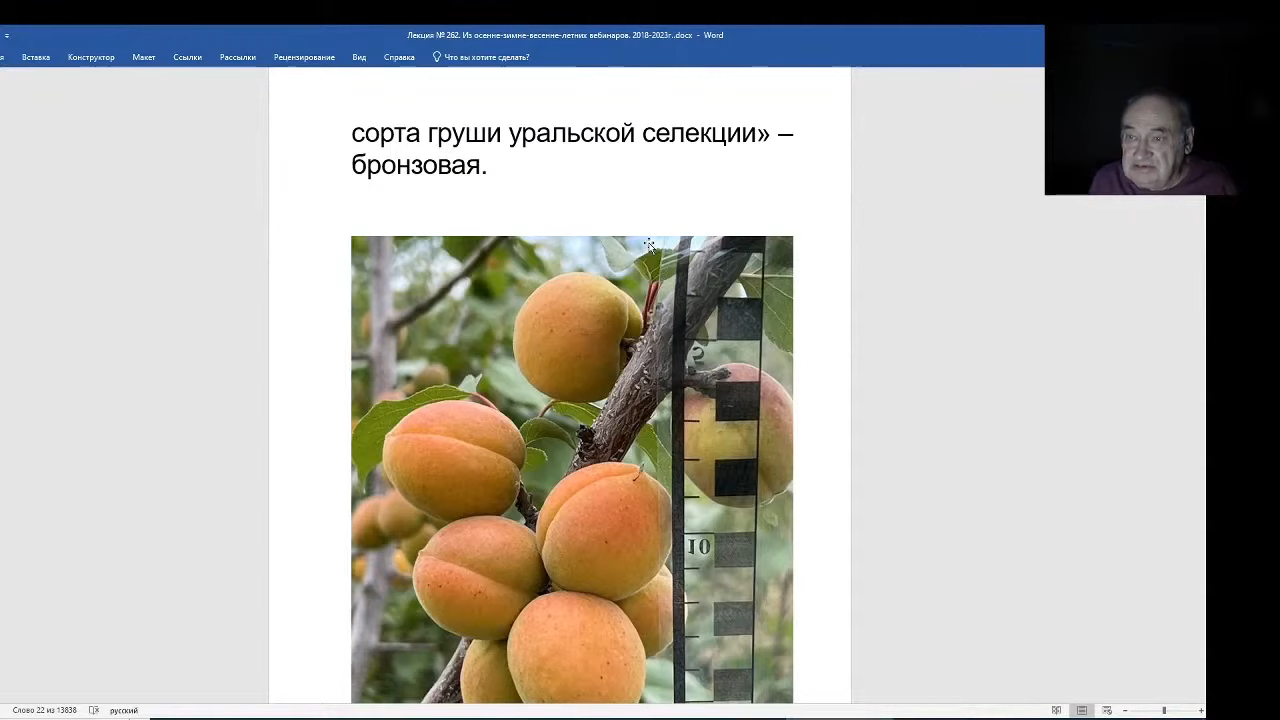 Лекция № 262. Из осенне-зимне-весенне-летних вебинаров. 2018-2023г..docx - Word
я Вставка Конструктор Макет Ссылки Рассылки Рецензирование Вид Справка Что вы хотите сделать?
сорта груши уральской селекции» –
бронзовая.
5
10
Слово 22 из 13838 русский